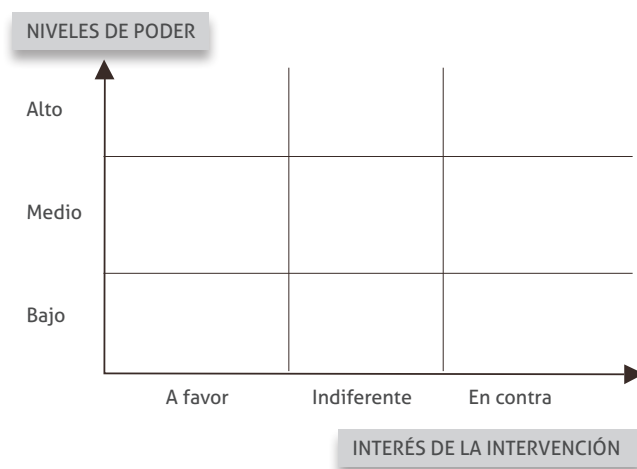 NIVELES DE PODER
Alto
Medio
Bajo
A favor Indiferente En contra
INTERÉS DE LA INTERVENCIÓN